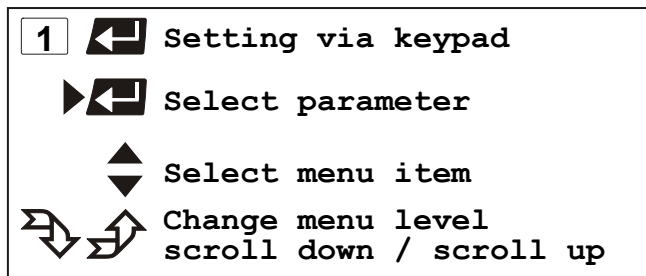 1 Setting via keypad
Select parameter
Select menu item
Change menu level
scroll down / scroll up